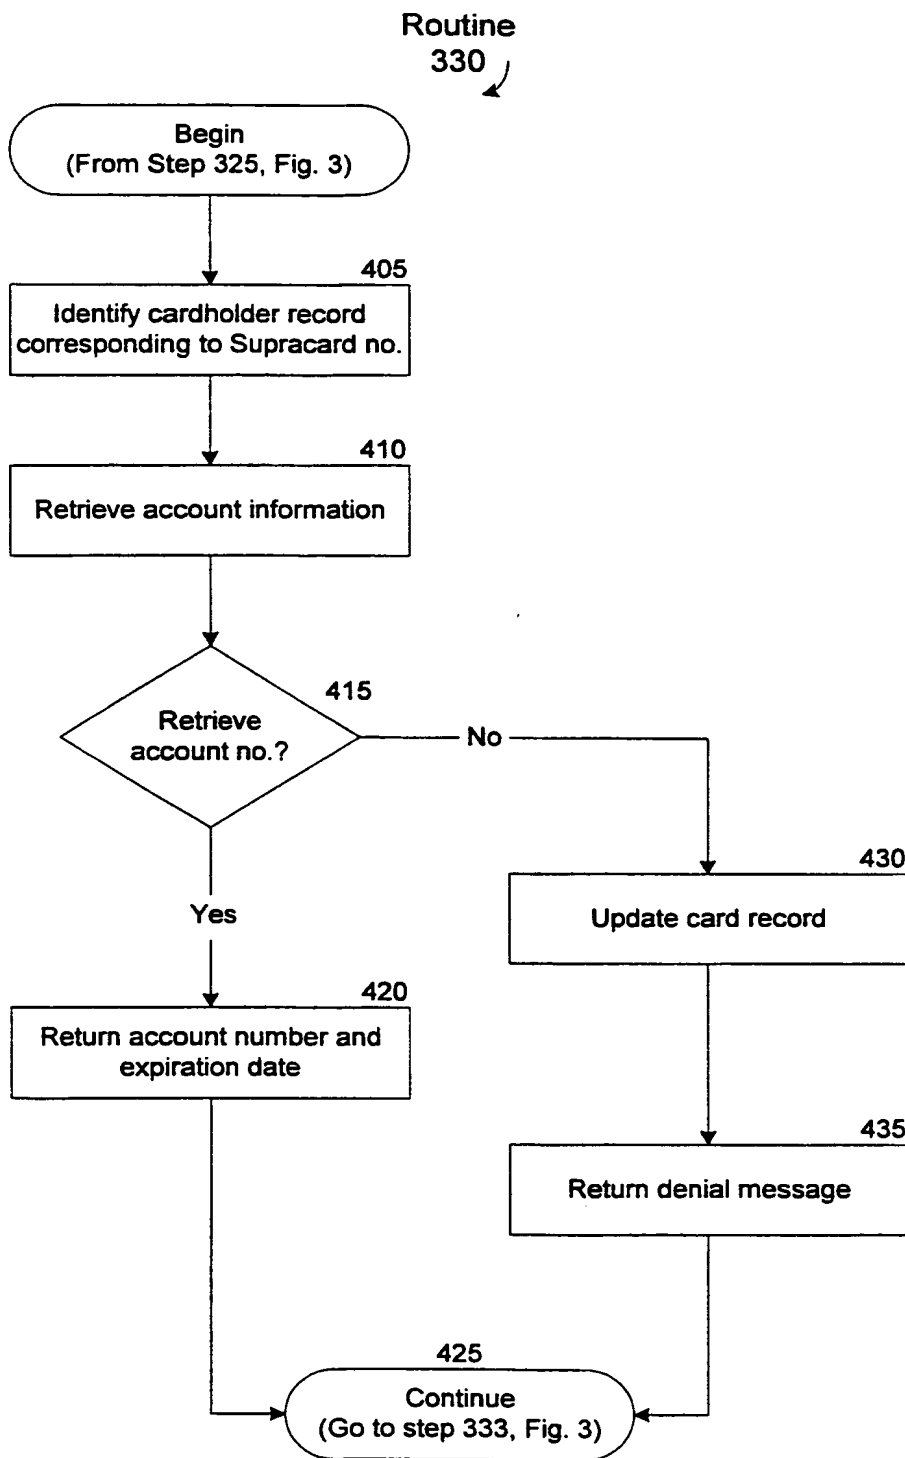 Routine
330
Begin
(From Step 325, Fig. 3)
405
Identify cardholder record
corresponding to Supracard no.
410
Retrieve account information
415
Retrieve
account no.?
No
Yes
430
Update card record
420
Return account number and
expiration date
435
Return denial message
425
Continue
(Go to step 333, Fig. 3)